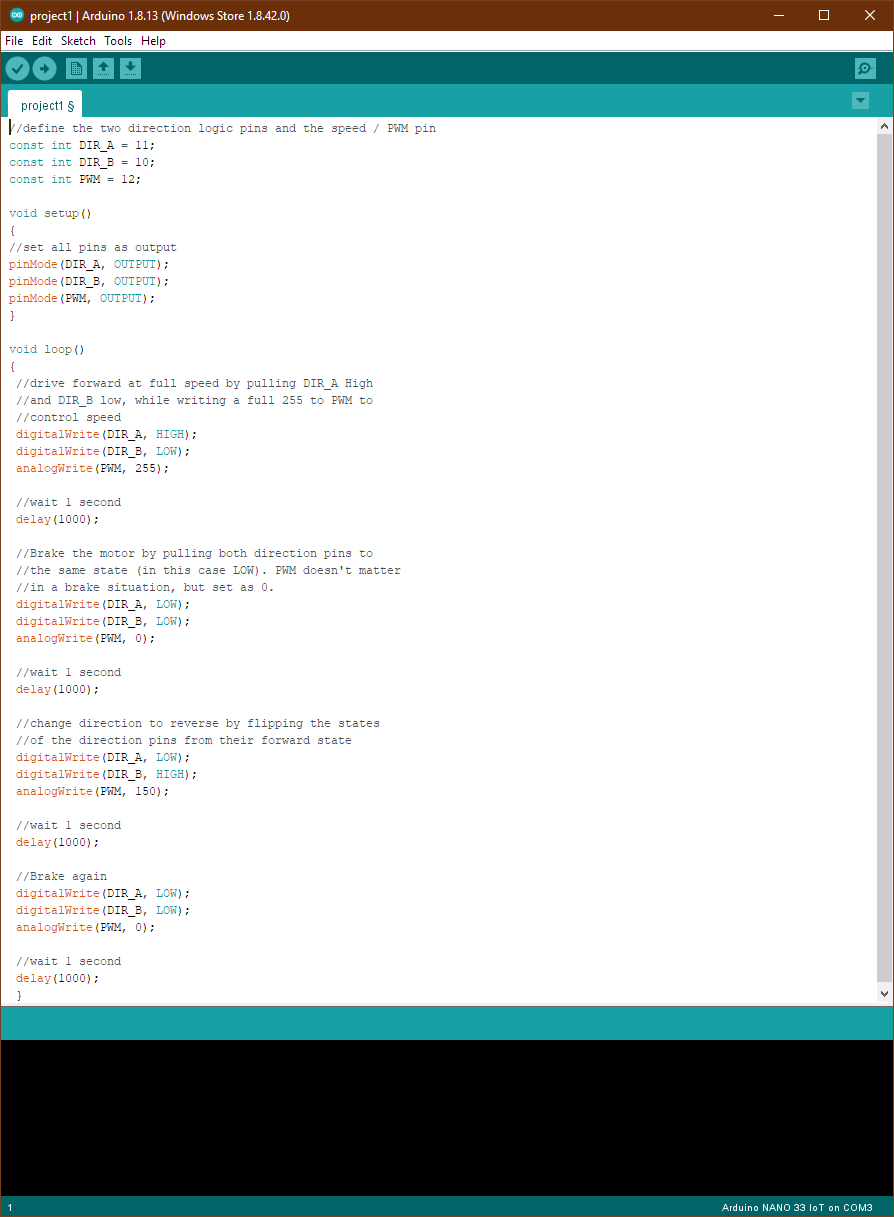 project1 | Arduino 1.8.13 (Windows Store 1.8.42.0)
File Edit Sketch Tools Help
project1 §
//define the two direction logic pins and the speed / PWM pin
const int DIR_A = 11;
const int DIR_B = 10;
const int PWM = 12;
void setup()
{
//set all pins as output
pinMode(DIR_A, OUTPUT);
pinMode(DIR_B, OUTPUT);
pinMode(PWM, OUTPUT);
}
void loop()
{
//drive forward at full speed by pulling DIR_A High
//and DIR_B low, while writing a full 255 to PWM to
//control speed
digitalWrite(DIR_A, HIGH);
digitalWrite(DIR_B, LOW);
analogWrite(PWM, 255);
//wait 1 second
delay(1000);
//Brake the motor by pulling both direction pins to
//the same state (in this case LOW). PWM doesn't matter
//in a brake situation, but set as 0.
digitalWrite(DIR_A, LOW);
digitalWrite(DIR_B, LOW);
analogWrite(PWM, 0);
//wait 1 second
delay(1000);
//change direction to reverse by flipping the states
//of the direction pins from their forward state
digitalWrite(DIR_A, LOW);
digitalWrite(DIR_B, HIGH);
analogWrite(PWM, 150);
//wait 1 second
delay(1000);
//Brake again
digitalWrite(DIR_A, LOW);
digitalWrite(DIR_B, LOW);
analogWrite(PWM, 0);
//wait 1 second
delay(1000);
}
1 Arduino NANO 33 IoT on COM3